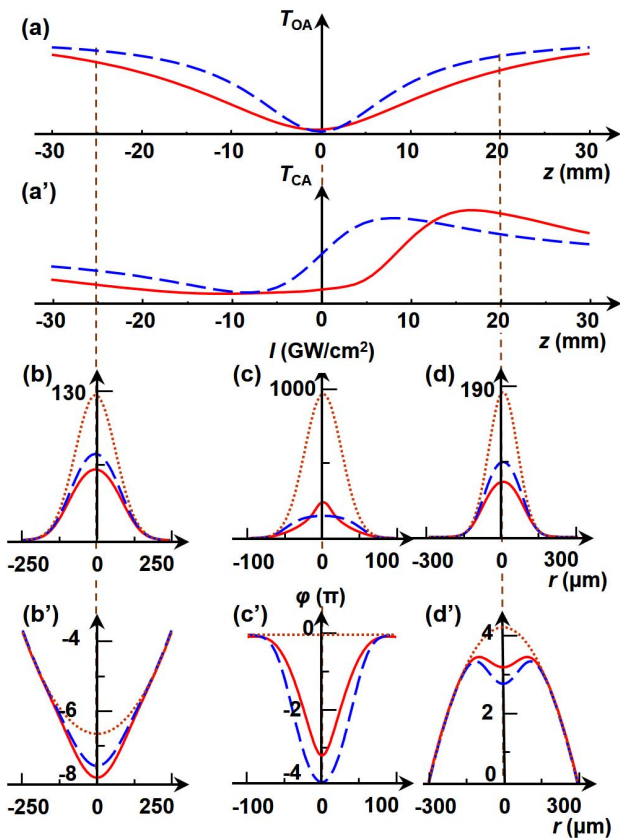 (a)
T_OA
-30 -20 -10 0 10 20 30
z (mm)
(a')
T_CA
-30 -20 -10 0 10 20 30
I (GW/cm²)
z (mm)
(b) (c) (d)
130 1000 190
-250 0 250 -100 0 100 -300 0 300
r (µm)
φ (π)
(b') (c') (d')
-4 0 4
-6 -2 2
-8 -4 0
-250 0 250 -100 0 100 -300 0 300
r (µm)